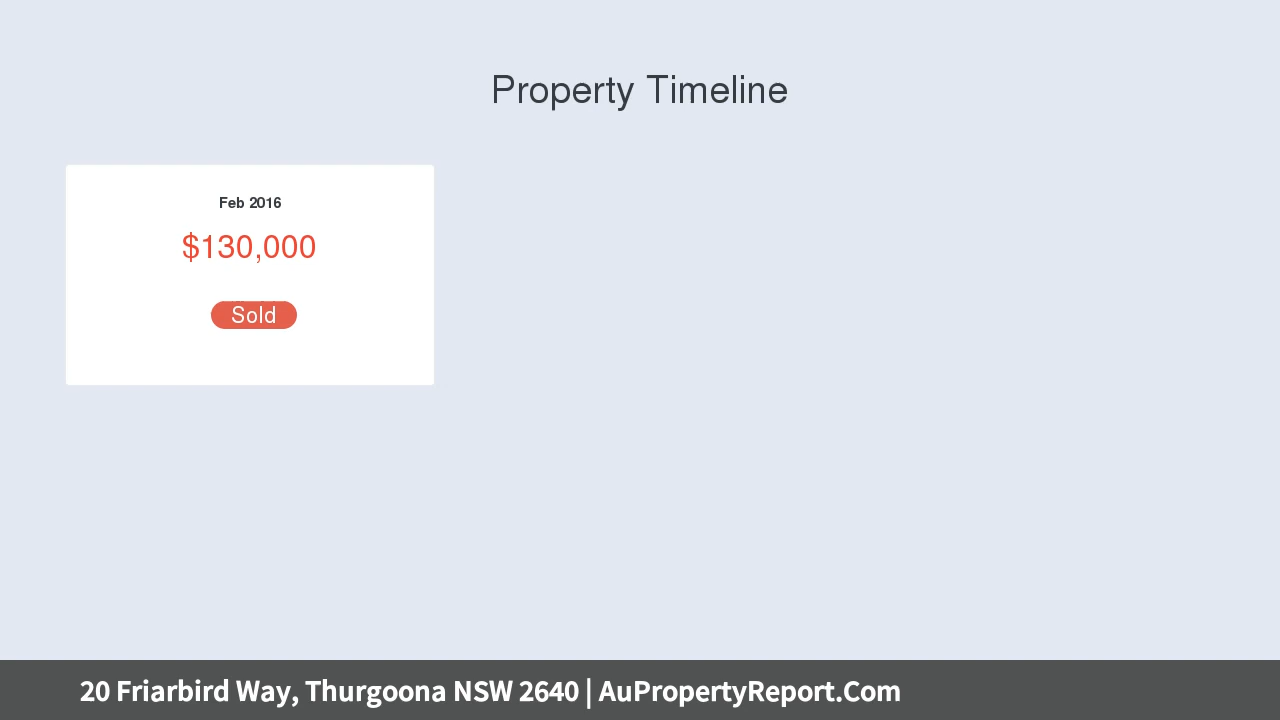 Property Timeline
Feb 2016
$130,000
Sold
20 Friarbird Way, Thurgoona NSW 2640 | AuPropertyReport.Com